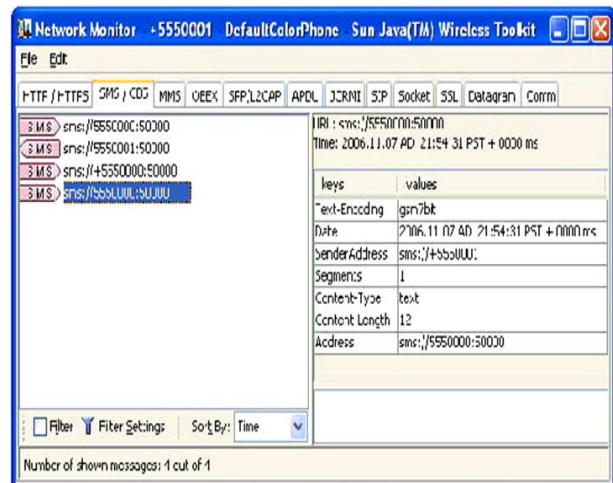 Network Monitor - +5550001 DefaultColorPhone - Sun Java(TM) Wireless Toolkit
File Edit
HTTP / HTTPS SMS / CBS MMS OBEX SPP/L2CAP APDU JCRMI SIP Socket SSL Datagram Comm
SMS sms://5550000:50000
SMS sms://5550001:50000
SMS sms://+5550000:50000
SMS sms://5550000:50000
URL: sms://5550000:50000
Time: 2006.11.07 AD 21:54:31 PST + 0000 ms
keys values
Text-Encoding gsm7bit
Date 2006.11.07 AD 21:54:31 PST + 0000 ms
SenderAddress sms://+5550001
Segments 1
Content-Type text
Content Length 12
Address sms://5550000:50000
Filter Filter Settings Sort By: Time
Number of shown messages: 4 out of 4